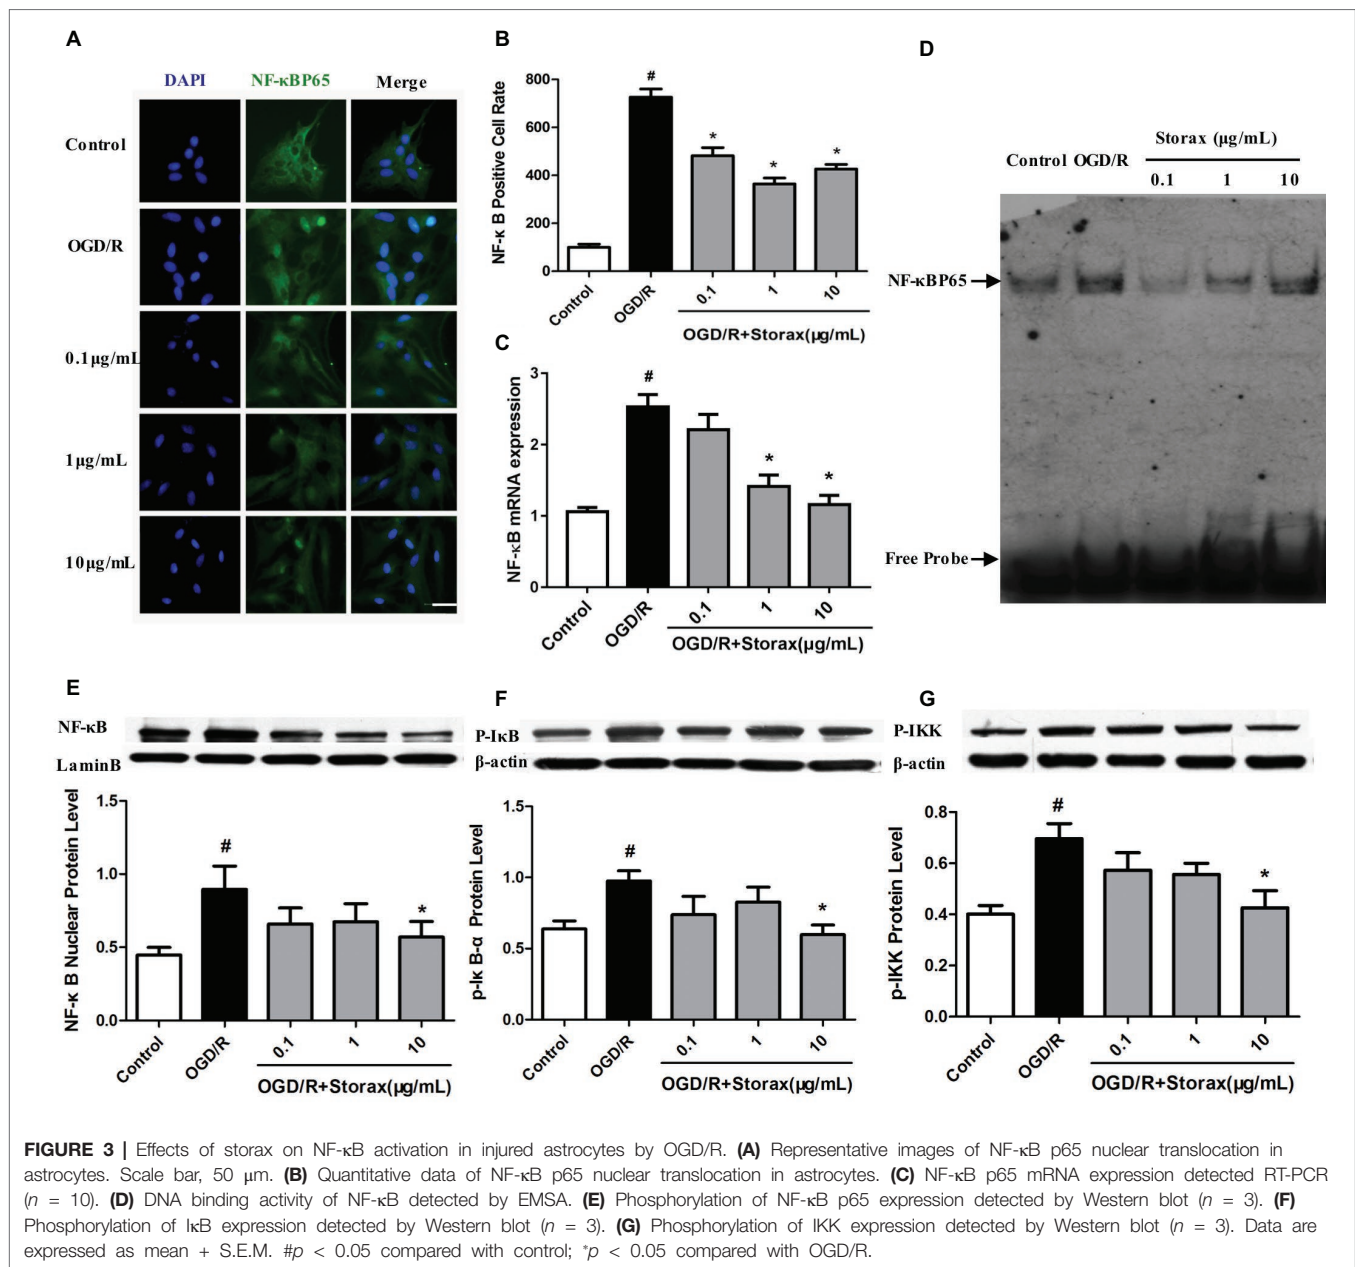 A
DAPI NF-κBP65 Merge
Control
OGD/R
0.1μg/mL
1μg/mL
10μg/mL
B
NF-κ B Positive Cell Rate
800
600
400
200
0
#
*
*
*
Control
OGD/R
0.1
1
10
OGD/R+Storax(μg/mL)
C
NF-κB mRNA expression
3
2
1
0
#
*
*
Control
OGD/R
0.1
1
10
OGD/R+Storax(μg/mL)
D
Storax (μg/mL)
Control OGD/R
0.1 1 10
NF-κBP65
Free Probe
E
NF-κB
LaminB
NF-κ B Nuclear Protein Level
1.5
1.0
0.5
0.0
#
*
Control
OGD/R
0.1
1
10
OGD/R+Storax(μg/mL)
F
P-IκB
β-actin
p-Iκ B-α Protein Level
1.5
1.0
0.5
0.0
#
*
Control
OGD/R
0.1
1
10
OGD/R+Storax(μg/mL)
G
P-IKK
β-actin
p-IKK Protein Level
0.8
0.6
0.4
0.2
0.0
#
*
Control
OGD/R
0.1
1
10
OGD/R+Storax(μg/mL)
FIGURE 3 | Effects of storax on NF-κB activation in injured astrocytes by OGD/R. (A) Representative images of NF-κB p65 nuclear translocation in
astrocytes. Scale bar, 50 μm. (B) Quantitative data of NF-κB p65 nuclear translocation in astrocytes. (C) NF-κB p65 mRNA expression detected RT-PCR
(n = 10). (D) DNA binding activity of NF-κB detected by EMSA. (E) Phosphorylation of NF-κB p65 expression detected by Western blot (n = 3). (F)
Phosphorylation of IκB expression detected by Western blot (n = 3). (G) Phosphorylation of IKK expression detected by Western blot (n = 3). Data are
expressed as mean + S.E.M. #p < 0.05 compared with control; *p < 0.05 compared with OGD/R.